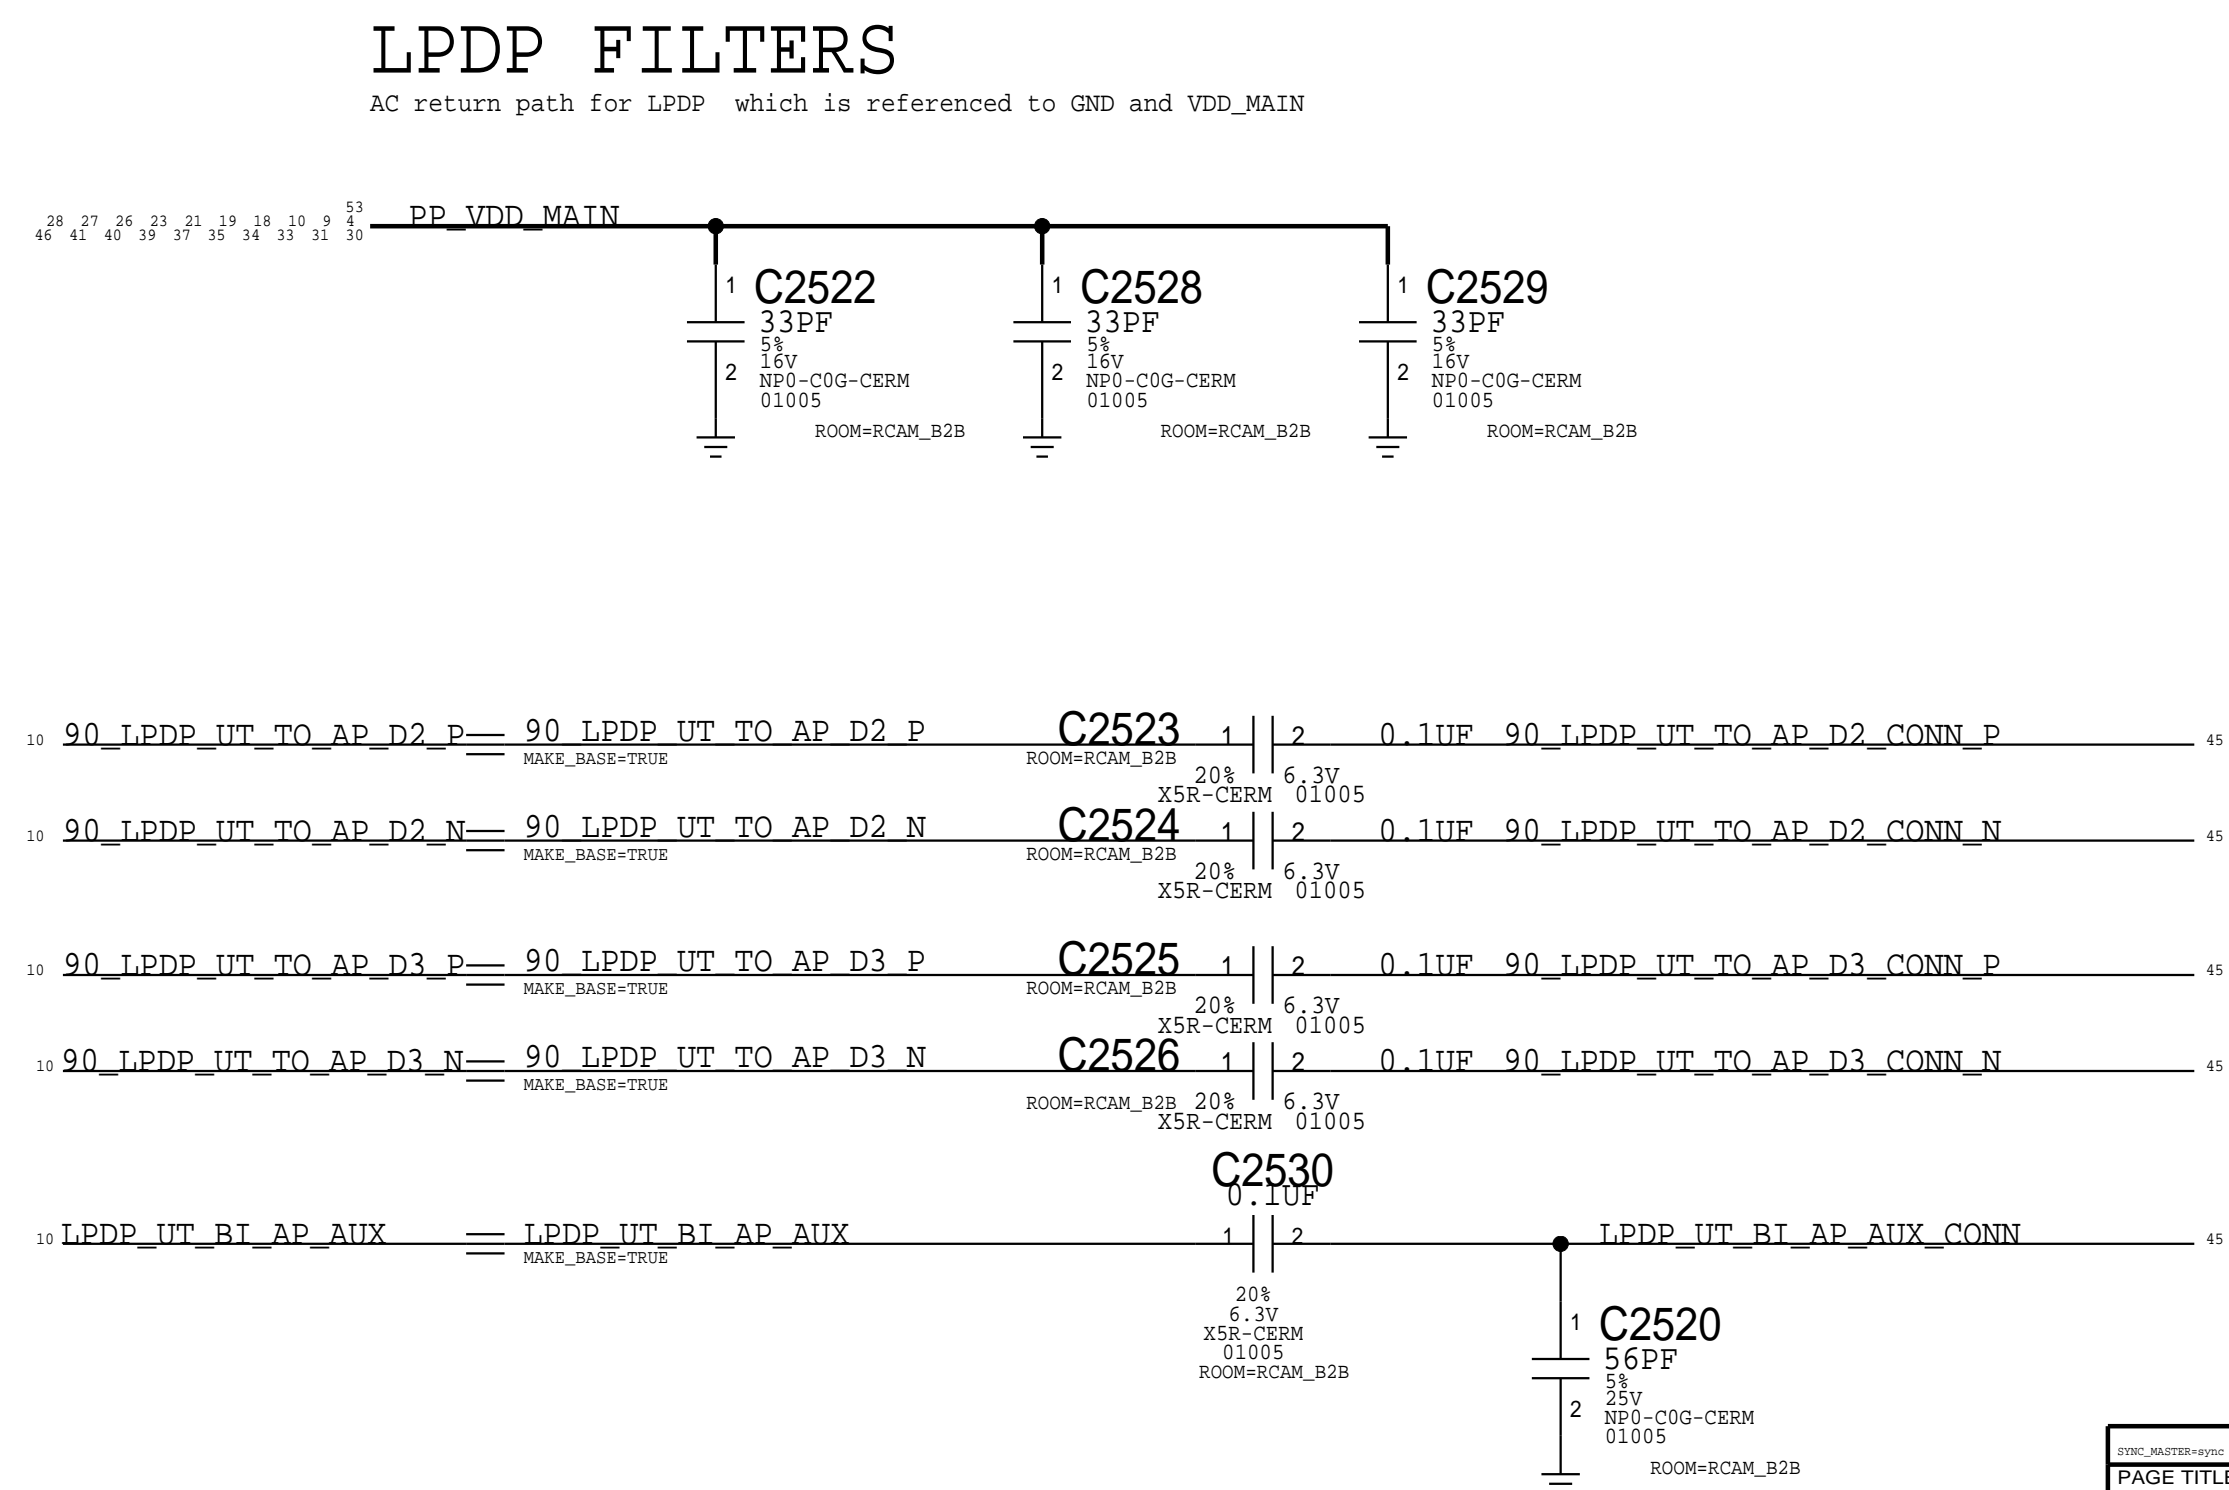 LPDP FILTERS
AC return path for LPDP which is referenced to GND and VDD_MAIN
53
28 27 26 23 21 19 18 10 9 4
46 41 40 39 37 35 34 33 31 30
PP_VDD_MAIN
1 C2522
33PF
5%
16V
2 NP0-C0G-CERM
01005
ROOM=RCAM_B2B
1 C2528
33PF
5%
16V
2 NP0-C0G-CERM
01005
ROOM=RCAM_B2B
1 C2529
33PF
5%
16V
2 NP0-C0G-CERM
01005
ROOM=RCAM_B2B
10 90_LPDP_UT_TO_AP_D2_P 90_LPDP_UT_TO_AP_D2_P C2523 1 2 0.1UF 90_LPDP_UT_TO_AP_D2_CONN_P 45
MAKE_BASE=TRUE ROOM=RCAM_B2B
20% 6.3V
X5R-CERM 01005
10 90_LPDP_UT_TO_AP_D2_N 90_LPDP_UT_TO_AP_D2_N C2524 1 2 0.1UF 90_LPDP_UT_TO_AP_D2_CONN_N 45
MAKE_BASE=TRUE ROOM=RCAM_B2B
20% 6.3V
X5R-CERM 01005
10 90_LPDP_UT_TO_AP_D3_P 90_LPDP_UT_TO_AP_D3_P C2525 1 2 0.1UF 90_LPDP_UT_TO_AP_D3_CONN_P 45
MAKE_BASE=TRUE ROOM=RCAM_B2B
20% 6.3V
X5R-CERM 01005
10 90_LPDP_UT_TO_AP_D3_N 90_LPDP_UT_TO_AP_D3_N C2526 1 2 0.1UF 90_LPDP_UT_TO_AP_D3_CONN_N 45
MAKE_BASE=TRUE
ROOM=RCAM_B2B 20% 6.3V
X5R-CERM 01005
C2530
0.1UF
10 LPDP_UT_BI_AP_AUX LPDP_UT_BI_AP_AUX 1 2 LPDP_UT_BI_AP_AUX_CONN 45
MAKE_BASE=TRUE
20%
6.3V
X5R-CERM
01005
ROOM=RCAM_B2B
1 C2520
56PF
5%
25V
2 NP0-C0G-CERM
01005
ROOM=RCAM_B2B
SYNC_MASTER=sync
PAGE TITLE